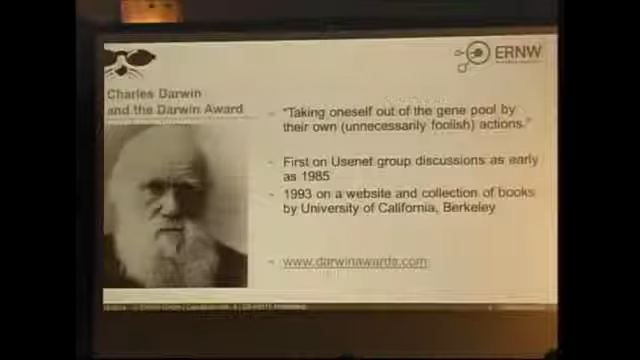 ERNW
Charles Darwin
and the Darwin Award
- "Taking oneself out of the gene pool by
their own (unnecessarily foolish) actions."
- First on Usenet group discussions as early
as 1985
- 1993 on a website and collection of books
by University of California, Berkeley
- www.darwinawards.com